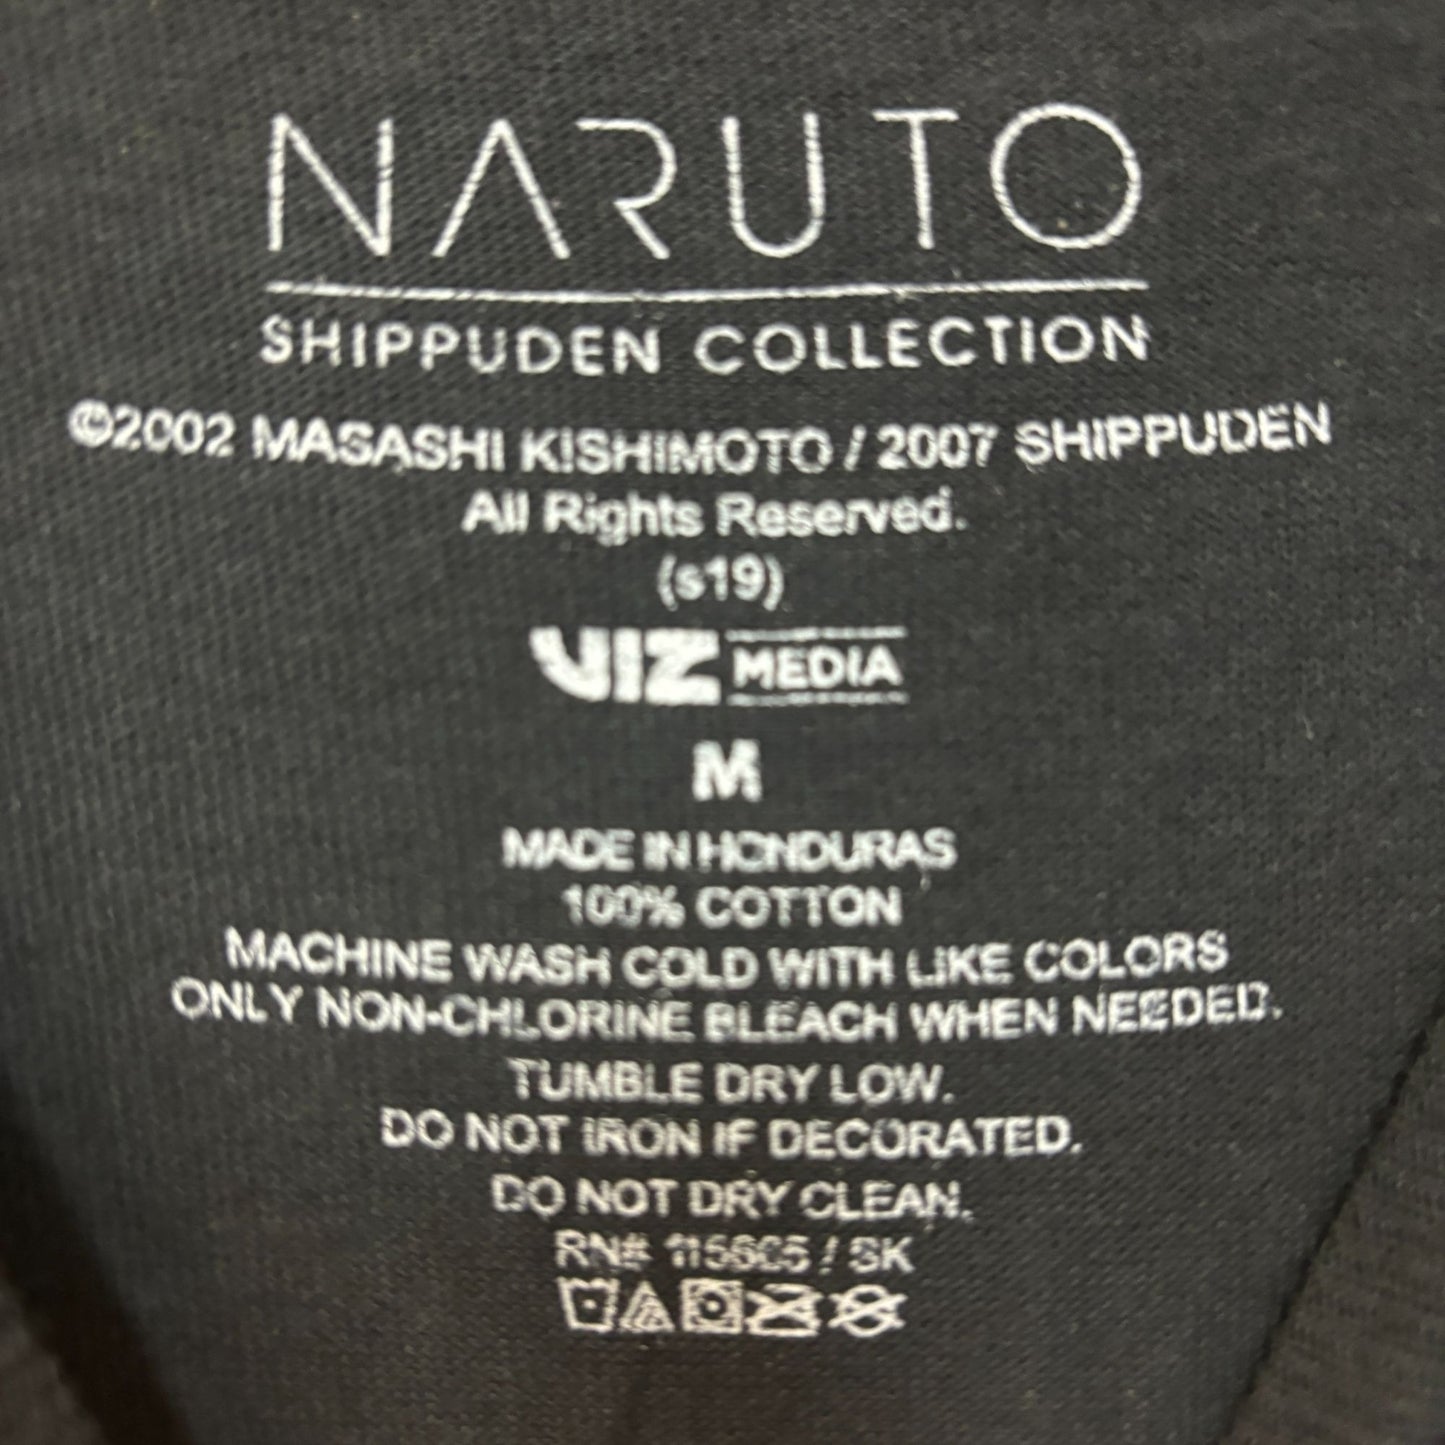 NARUTO
SHIPPUDEN COLLECTION
©2002 MASASHI KISHIMOTO / 2007 SHIPPUDEN
All Rights Reserved.
(s19)
VIZ MEDIA
M
MADE IN HONDURAS
100% COTTON
MACHINE WASH COLD WITH LIKE COLORS
ONLY NON-CHLORINE BLEACH WHEN NEEDED.
TUMBLE DRY LOW.
DO NOT IRON IF DECORATED.
DO NOT DRY CLEAN.
RN# 115605 / SK